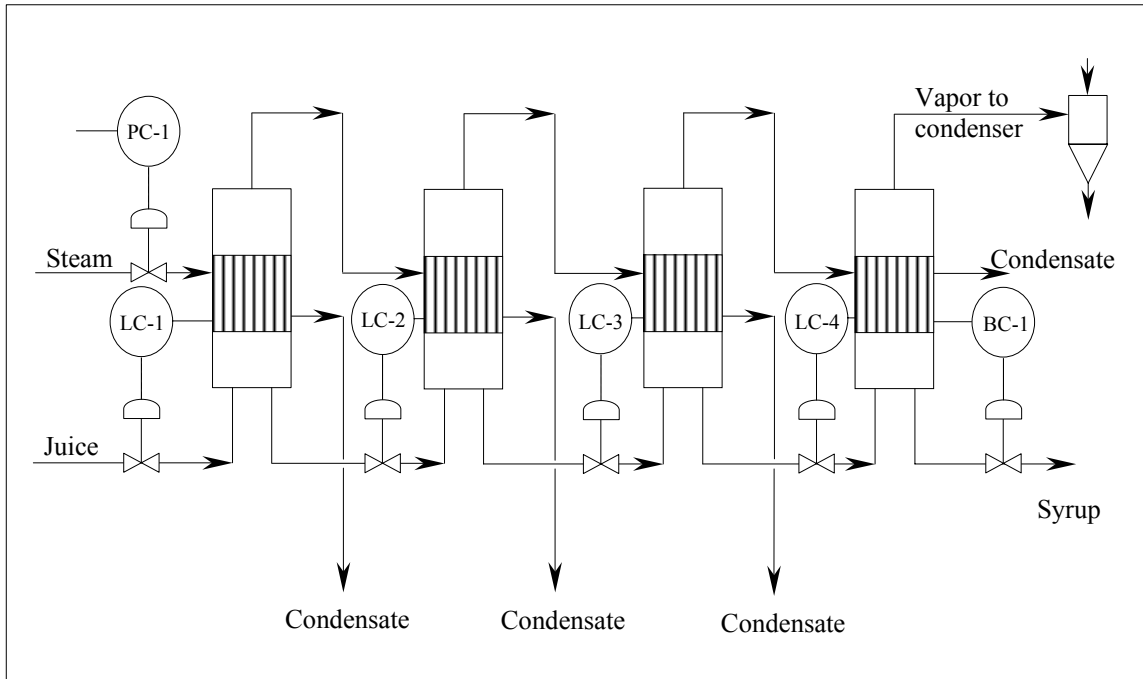 PC-1
Vapor to
condenser
Steam
Condensate
LC-1
LC-2
LC-3
LC-4
BC-1
Juice
Syrup
Condensate
Condensate
Condensate